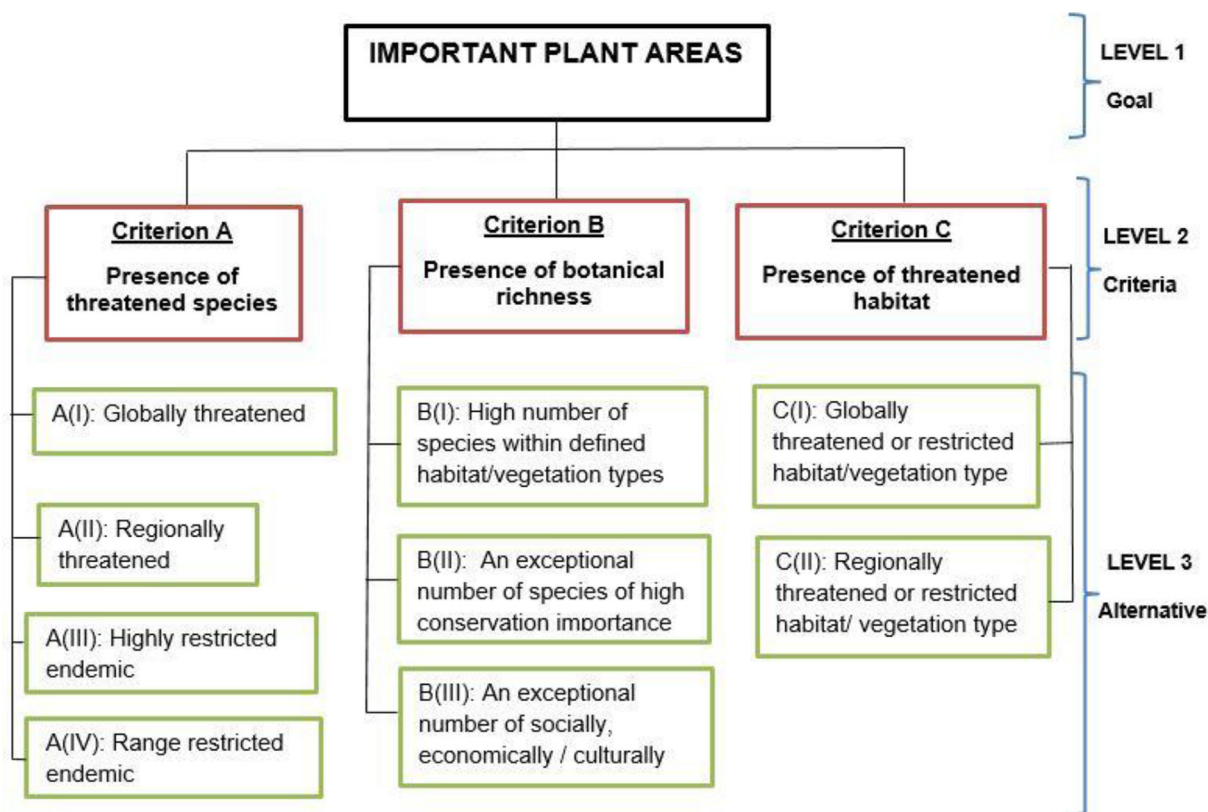 IMPORTANT PLANT AREAS
LEVEL 1
Goal
Criterion A
Presence of
threatened species
Criterion B
Presence of botanical
richness
Criterion C
Presence of threatened
habitat
LEVEL 2
Criteria
A(I): Globally threatened
A(II): Regionally
threatened
A(III): Highly restricted
endemic
A(IV): Range restricted
endemic
B(I): High number of
species within defined
habitat/vegetation types
B(II):  An exceptional
number of species of high
conservation importance
B(III): An exceptional
number of socially,
economically / culturally
C(I): Globally
threatened or restricted
habitat/vegetation type
C(II): Regionally
threatened or restricted
habitat/ vegetation type
LEVEL 3
Alternative